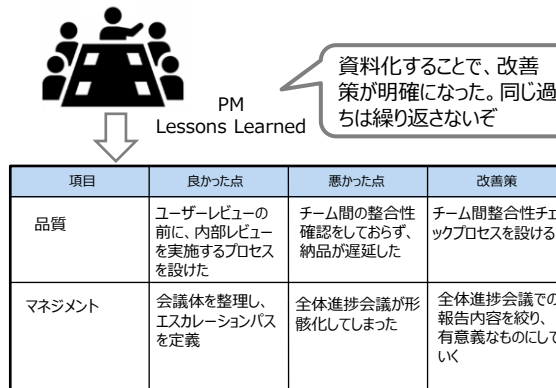 資料化することで、改善
策が明確になった。同じ過
ちは繰り返さないぞ
PM
Lessons Learned
項目
良かった点
悪かった点
改善策
品質
ユーザーレビューの
前に、内部レビュー
を実施するプロセス
を設けた
チーム間の整合性
確認をしておらず、
納品が遅延した
チーム間整合性チェ
ックプロセスを設ける
マネジメント
会議体を整理し、
エスカレーションパス
を定義
全体進捗会議が形
骸化してしまった
全体進捗会議での
報告内容を絞り、
有意義なものにして
いく